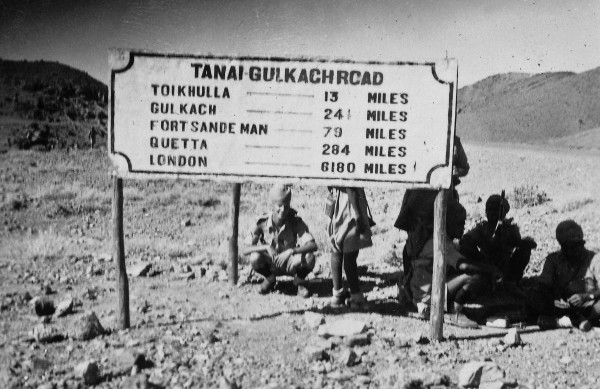 TANAI-GULKACH ROAD
TOIKHULLA 13 MILES
GULKACH 24½ MILES
FORT SANDEMAN 79 MILES
QUETTA 284 MILES
LONDON 6180 MILES